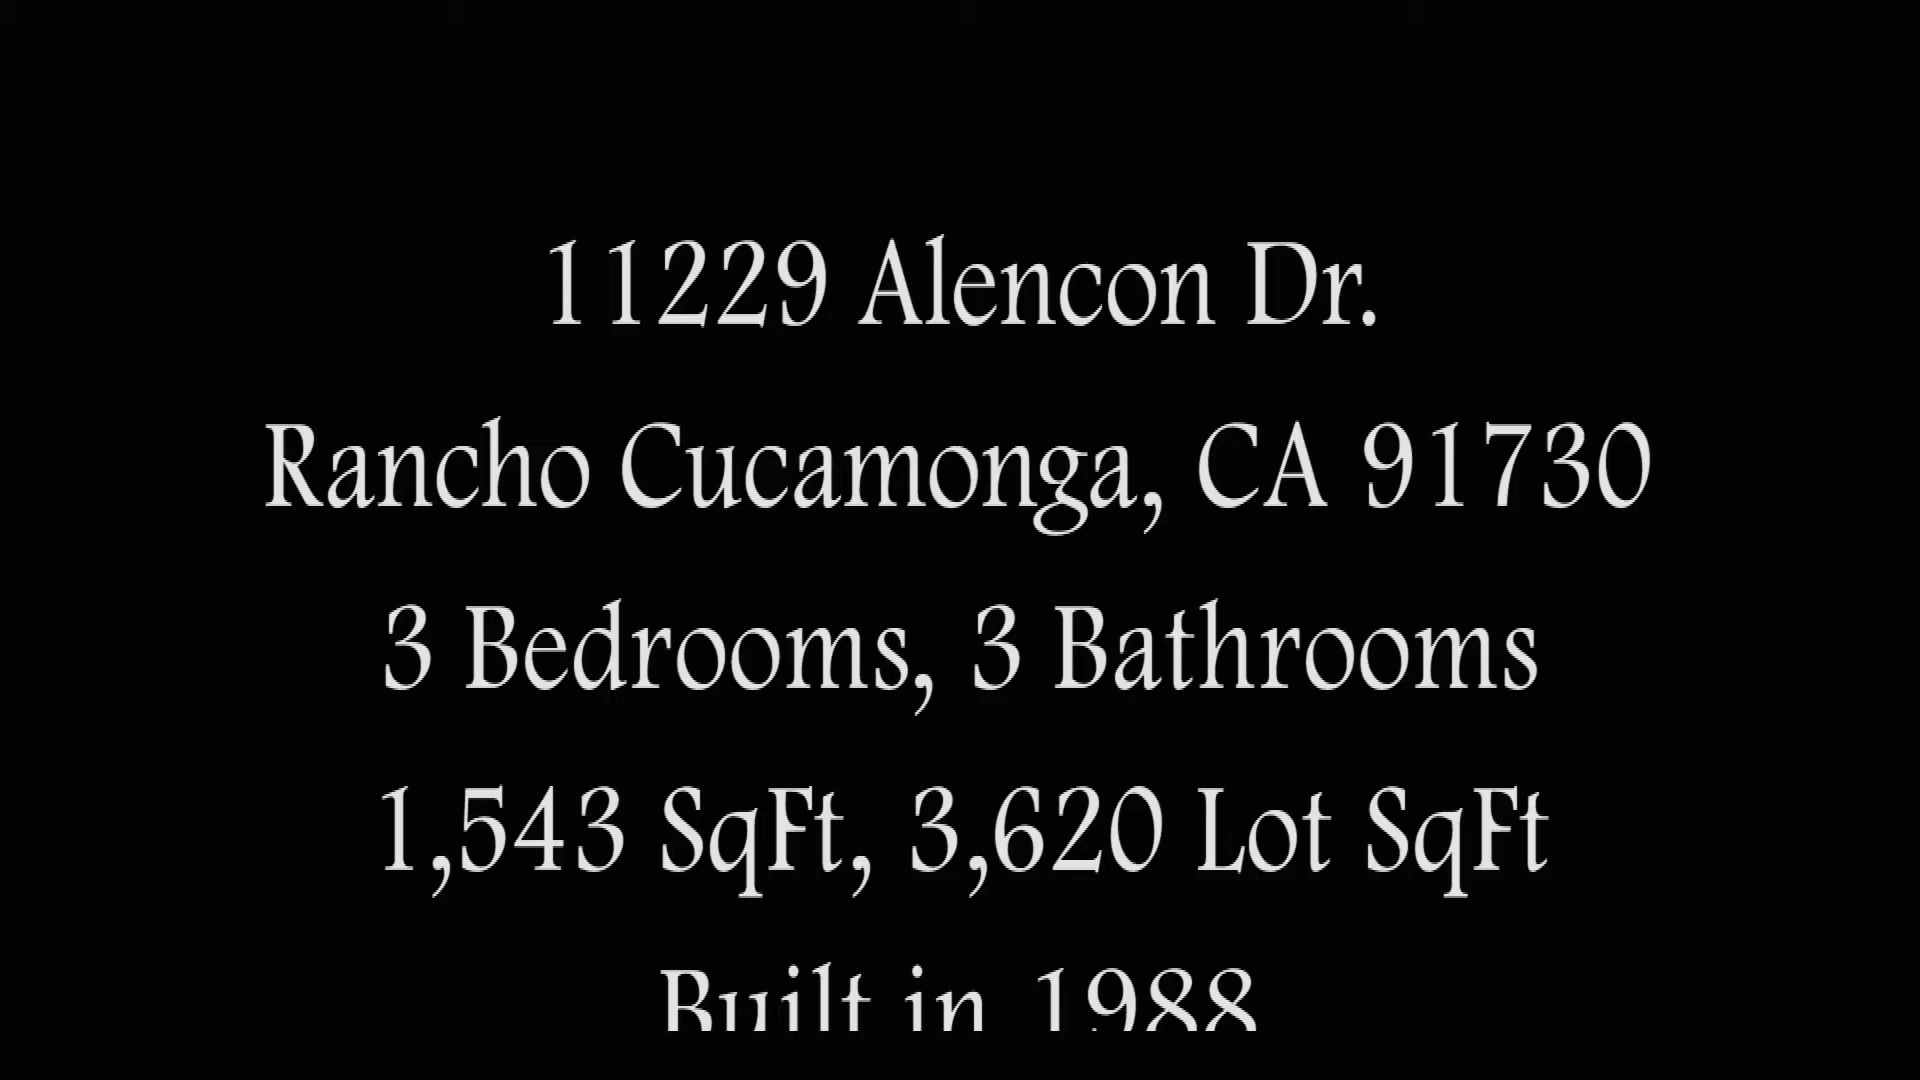 11229 Alencon Dr.
Rancho Cucamonga, CA 91730
3 Bedrooms, 3 Bathrooms
1,543 SqFt, 3,620 Lot SqFt
Built in 1988